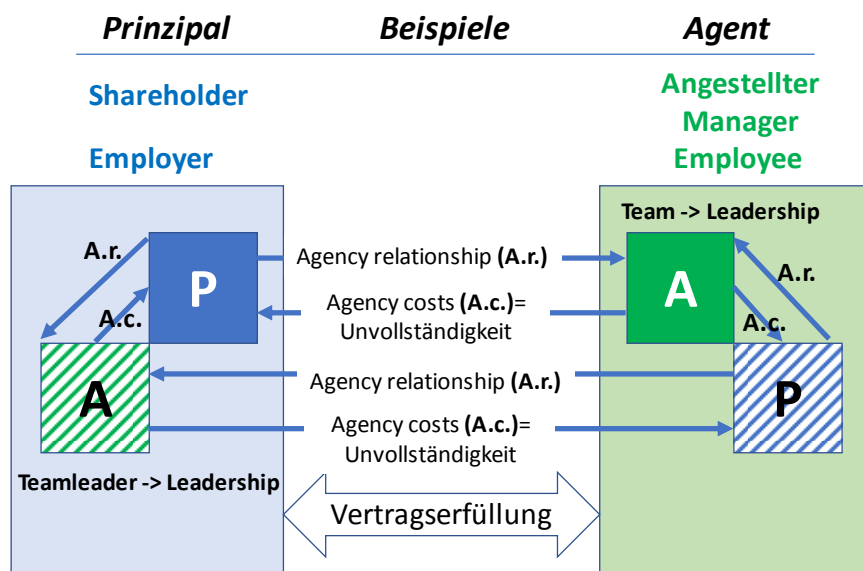 Prinzipal Beispiele Agent
Shareholder
Employer
Angestellter
Manager
Employee
Team -> Leadership
A.r.
P
A.c.
A
Agency relationship (A.r.)
Agency costs (A.c.)=
Unvollständigkeit
Agency relationship (A.r.)
Agency costs (A.c.)=
Unvollständigkeit
A
A.r.
A.c.
P
Teamleader -> Leadership
Vertragserfüllung